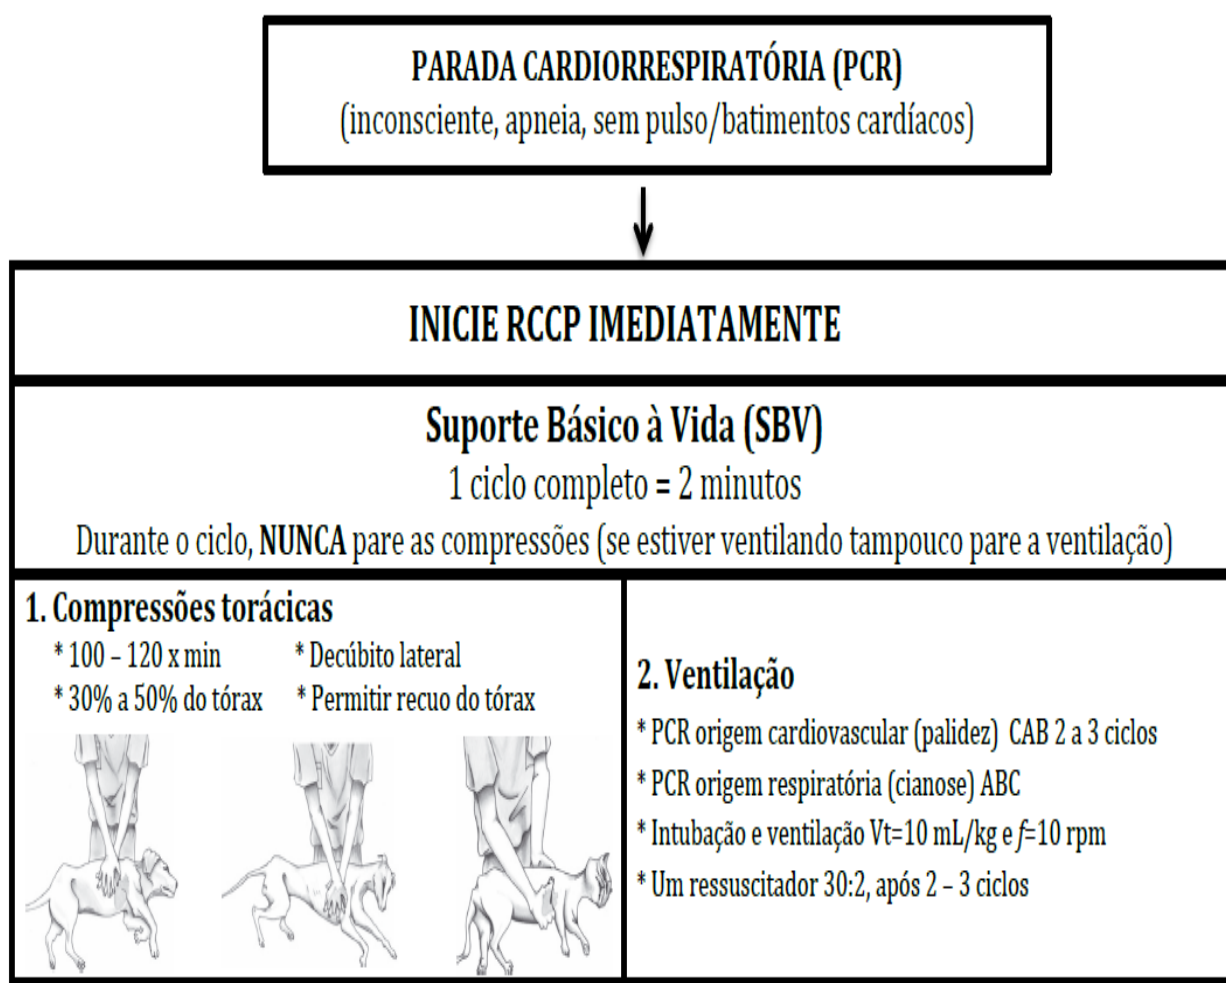 PARADA CARDIORRESPIRATÓRIA (PCR)
(inconsciente, apneia, sem pulso/batimentos cardíacos)
INICIE RCCP IMEDIATAMENTE
Suporte Básico à Vida (SBV)
1 ciclo completo = 2 minutos
Durante o ciclo, NUNCA pare as compressões (se estiver ventilando tampouco pare a ventilação)
1. Compressões torácicas
* 100 – 120 x min * Decúbito lateral
* 30% a 50% do tórax * Permitir recuo do tórax
2. Ventilação
* PCR origem cardiovascular (palidez) CAB 2 a 3 ciclos
* PCR origem respiratória (cianose) ABC
* Intubação e ventilação Vt=10 mL/kg e f=10 rpm
* Um ressuscitador 30:2, após 2 – 3 ciclos